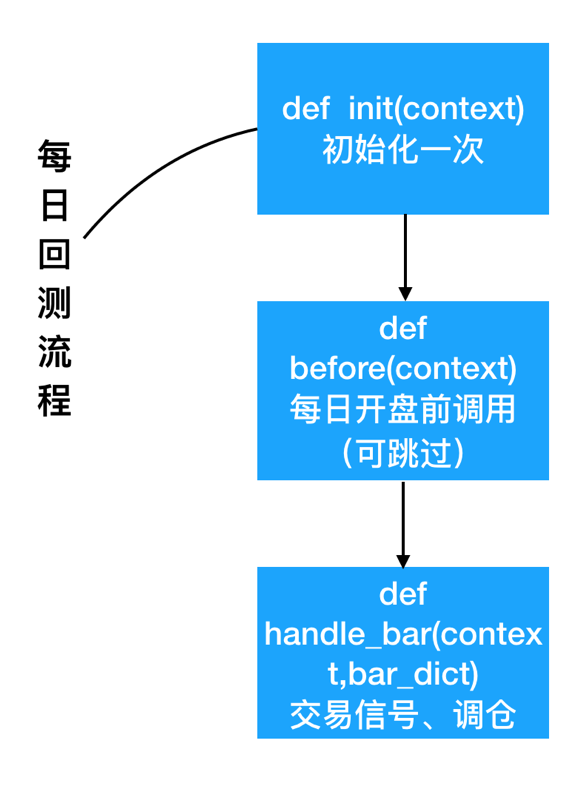 每日回测流程
def init(context)
初始化一次
def
before(context)
每日开盘前调用
（可跳过）
def
handle_bar(contex
t,bar_dict)
交易信号、调仓